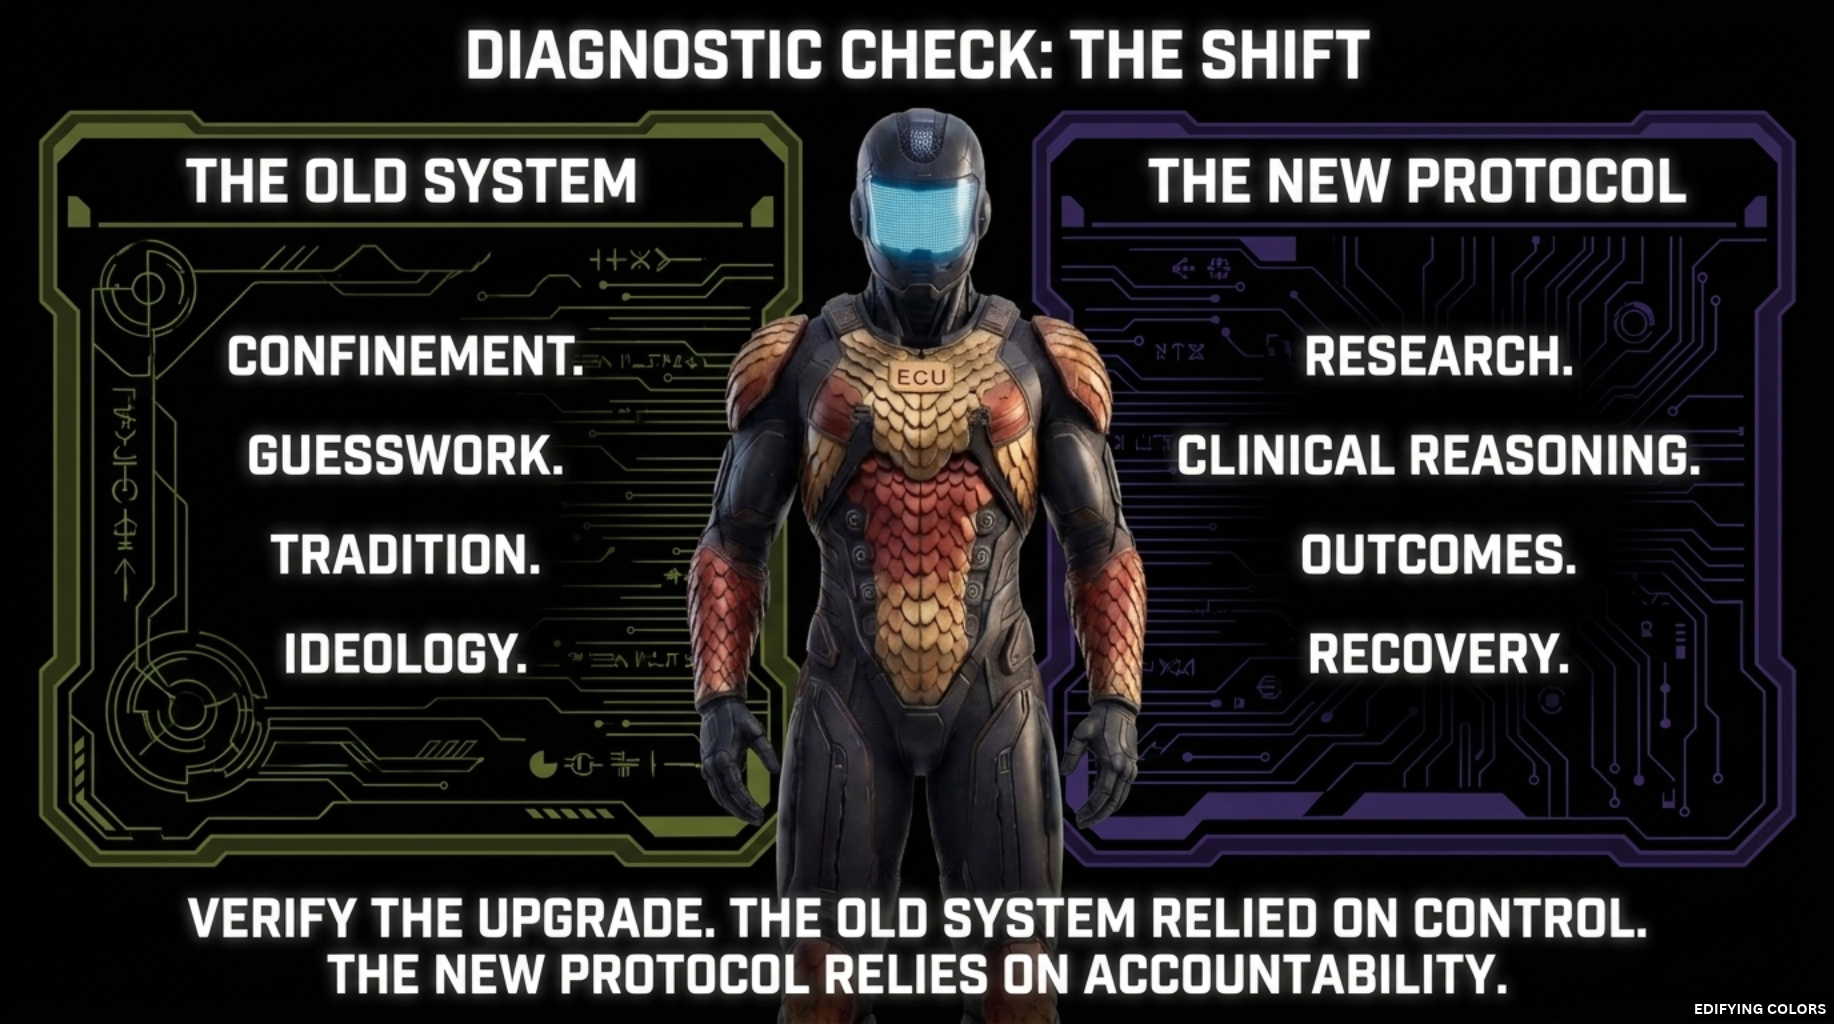 DIAGNOSTIC CHECK: THE SHIFT
THE OLD SYSTEM
CONFINEMENT.
GUESSWORK.
TRADITION.
IDEOLOGY.
ECU
THE NEW PROTOCOL
RESEARCH.
CLINICAL REASONING.
OUTCOMES.
RECOVERY.
VERIFY THE UPGRADE. THE OLD SYSTEM RELIED ON CONTROL.
THE NEW PROTOCOL RELIES ON ACCOUNTABILITY.
EDIFYING COLORS